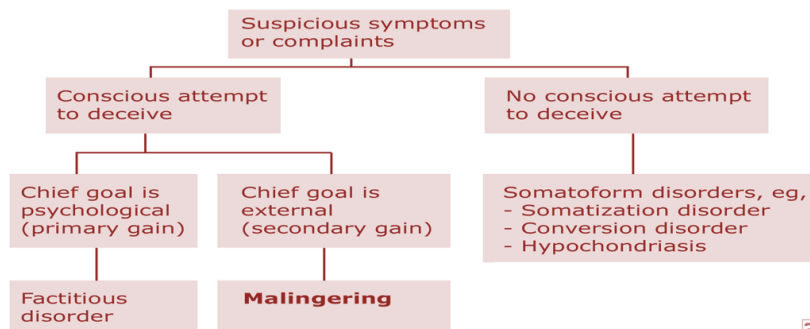 Suspicious symptoms
or complaints
Conscious attempt
to deceive
No conscious attempt
to deceive
Chief goal is
psychological
(primary gain)
Chief goal is
external
(secondary gain)
Somatoform disorders, eg,
- Somatization disorder
- Conversion disorder
- Hypochondriasis
Factitious
disorder
Malingering